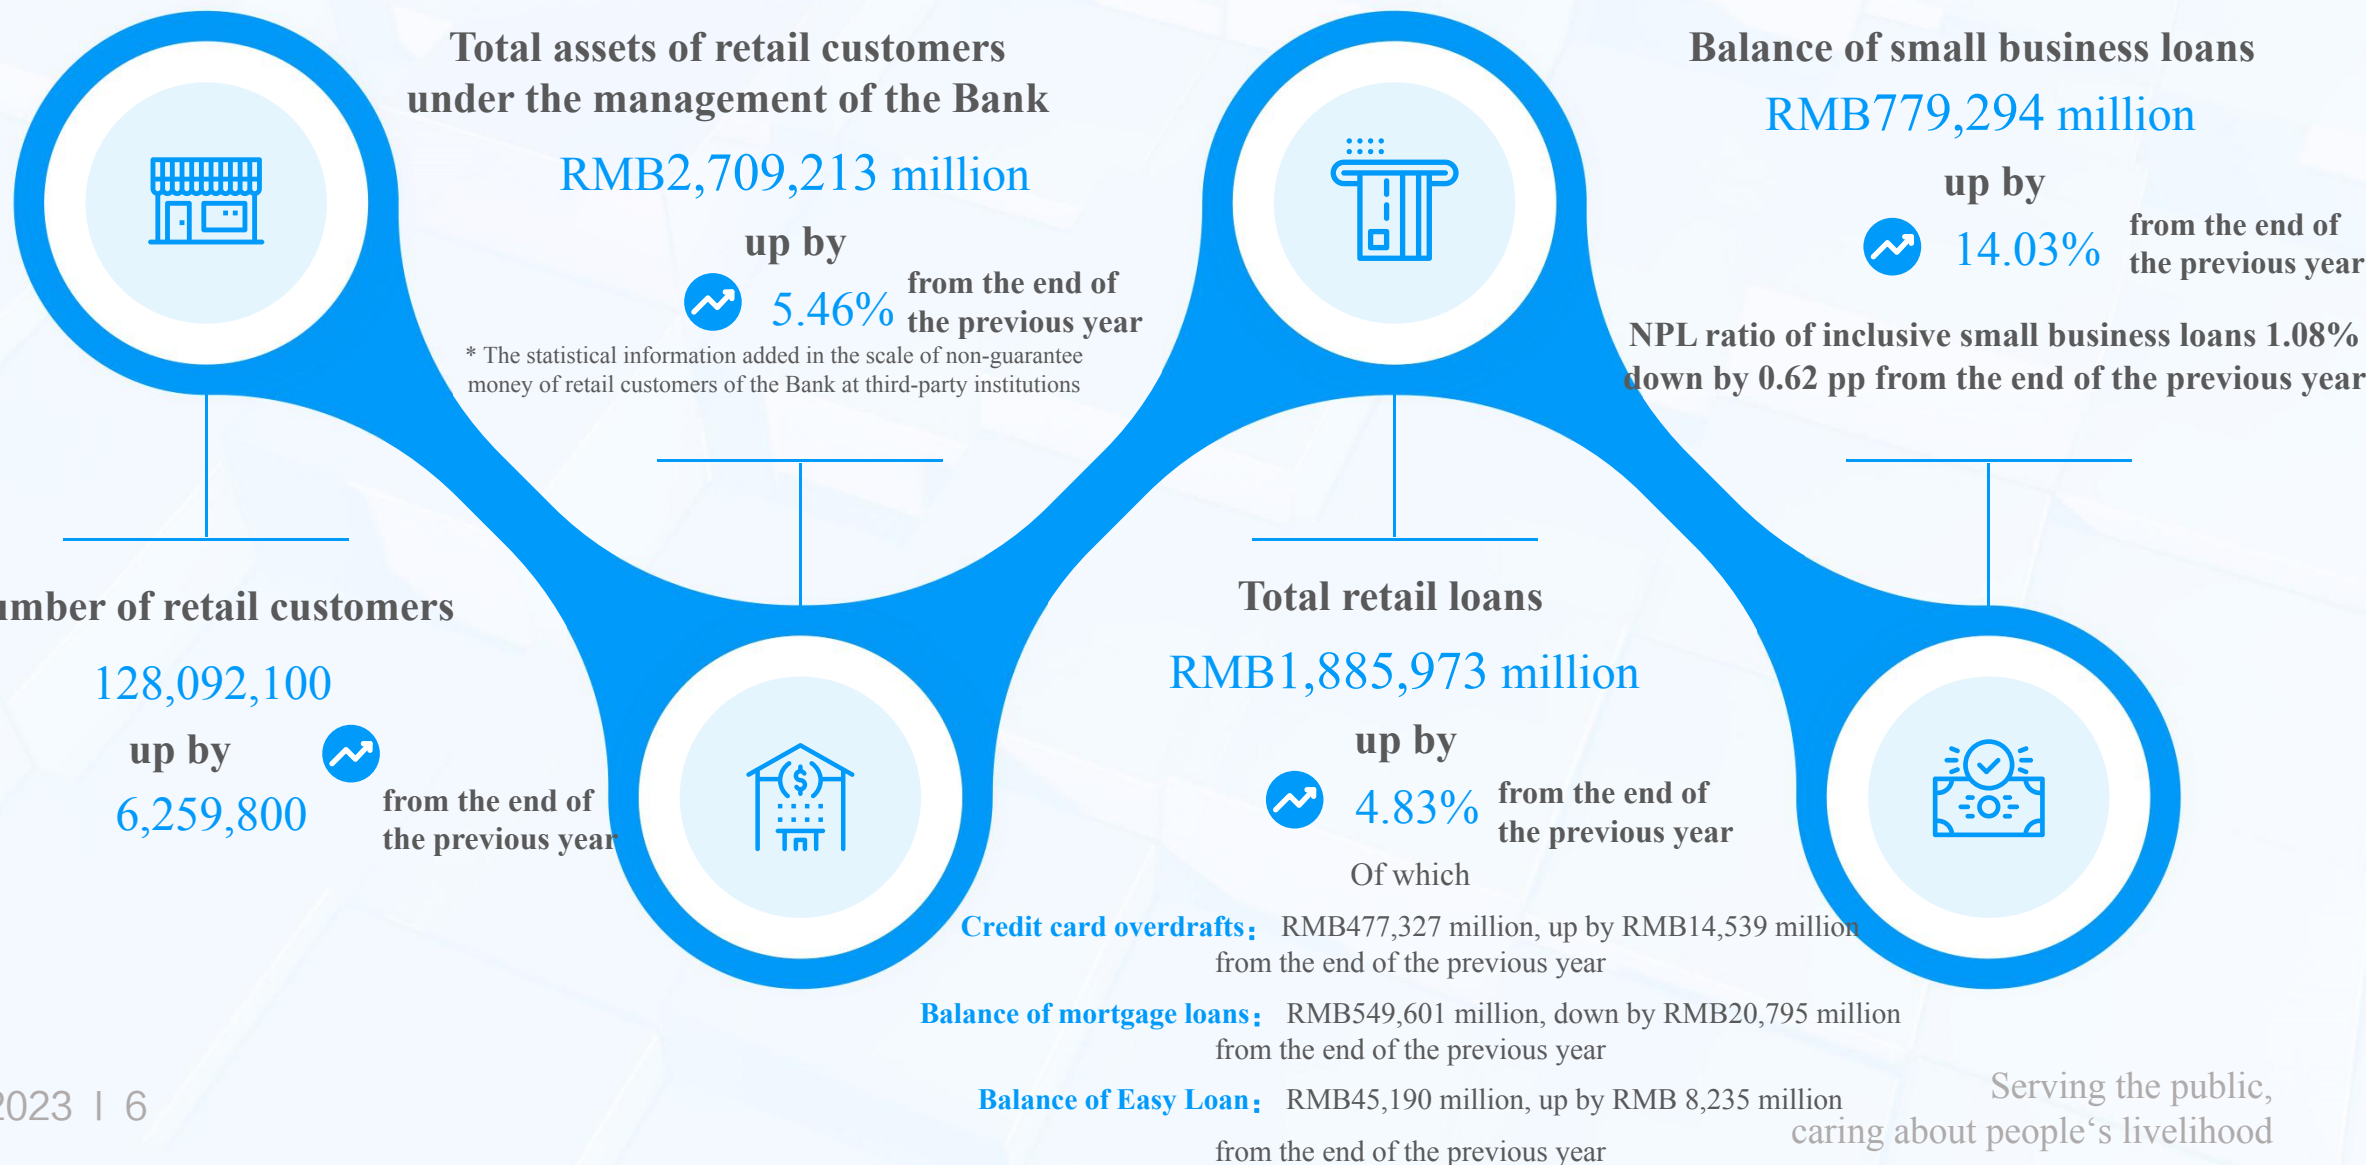 Total assets of retail customers
under the management of the Bank
RMB2,709,213 million
up by
5.46%
from the end of
the previous year
* The statistical information added in the scale of non-guarantee
money of retail customers of the Bank at third-party institutions
Balance of small business loans
RMB779,294 million
up by
14.03%
from the end of
the previous year
NPL ratio of inclusive small business loans 1.08%
down by 0.62 pp from the end of the previous year
umber of retail customers
128,092,100
up by
6,259,800
from the end of
the previous year
Total retail loans
RMB1,885,973 million
up by
4.83%
from the end of
the previous year
Of which
Credit card overdrafts： RMB477,327 million, up by RMB14,539 million
from the end of the previous year
Balance of mortgage loans： RMB549,601 million, down by RMB20,795 million
from the end of the previous year
Balance of Easy Loan： RMB45,190 million, up by RMB 8,235 million
from the end of the previous year
2023 | 6
Serving the public,
caring about people‘s livelihood